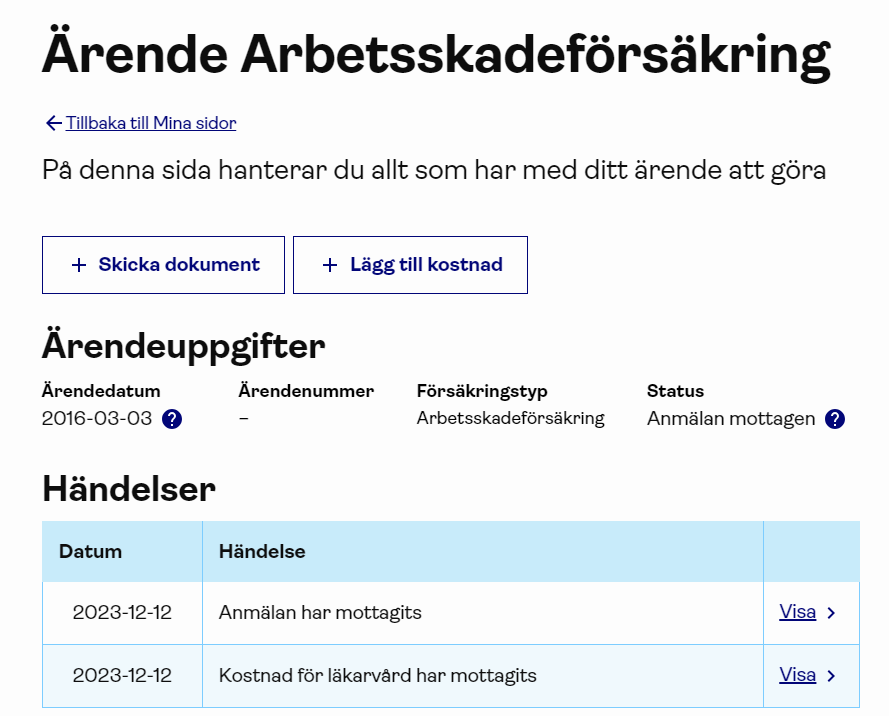 Ärende Arbetsskadeförsäkring
Tillbaka till Mina sidor
På denna sida hanterar du allt som har med ditt ärende att göra
+ Skicka dokument + Lägg till kostnad
Ärendeuppgifter
Ärendedatum Ärendenummer Försäkringstyp Status
2016-03-03 ? – Arbetsskadeförsäkring Anmälan mottagen ?
Händelser
Datum Händelse
2023-12-12 Anmälan har mottagits Visa
2023-12-12 Kostnad för läkarvård har mottagits Visa